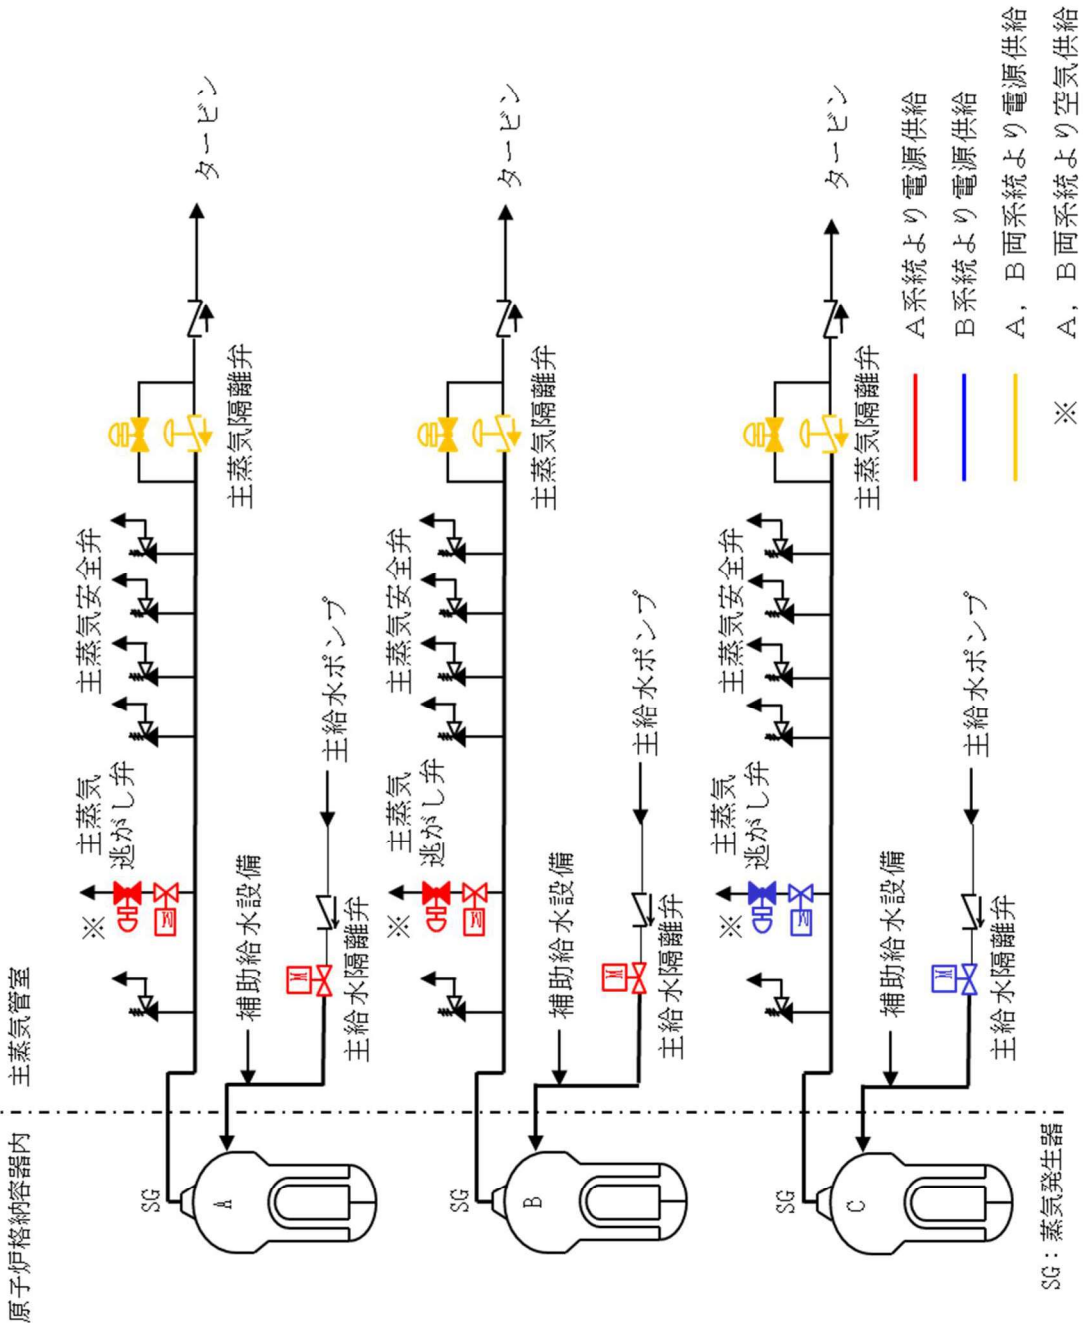 原子炉格納容器内
主蒸気管室
主蒸気
逃がし弁
主蒸気安全弁
※
SG
M
タービン
A
主蒸気隔離弁
補助給水設備
M
主給水ポンプ
主給水隔離弁
主蒸気
逃がし弁
主蒸気安全弁
※
SG
M
タービン
B
主蒸気隔離弁
補助給水設備
M
主給水ポンプ
主給水隔離弁
主蒸気
逃がし弁
主蒸気安全弁
※
SG
M
タービン
C
主蒸気隔離弁
補助給水設備
M
主給水ポンプ
主給水隔離弁
A系統より電源供給
B系統より電源供給
A，B両系統より電源供給
※ A，B両系統より空気供給
SG：蒸気発生器